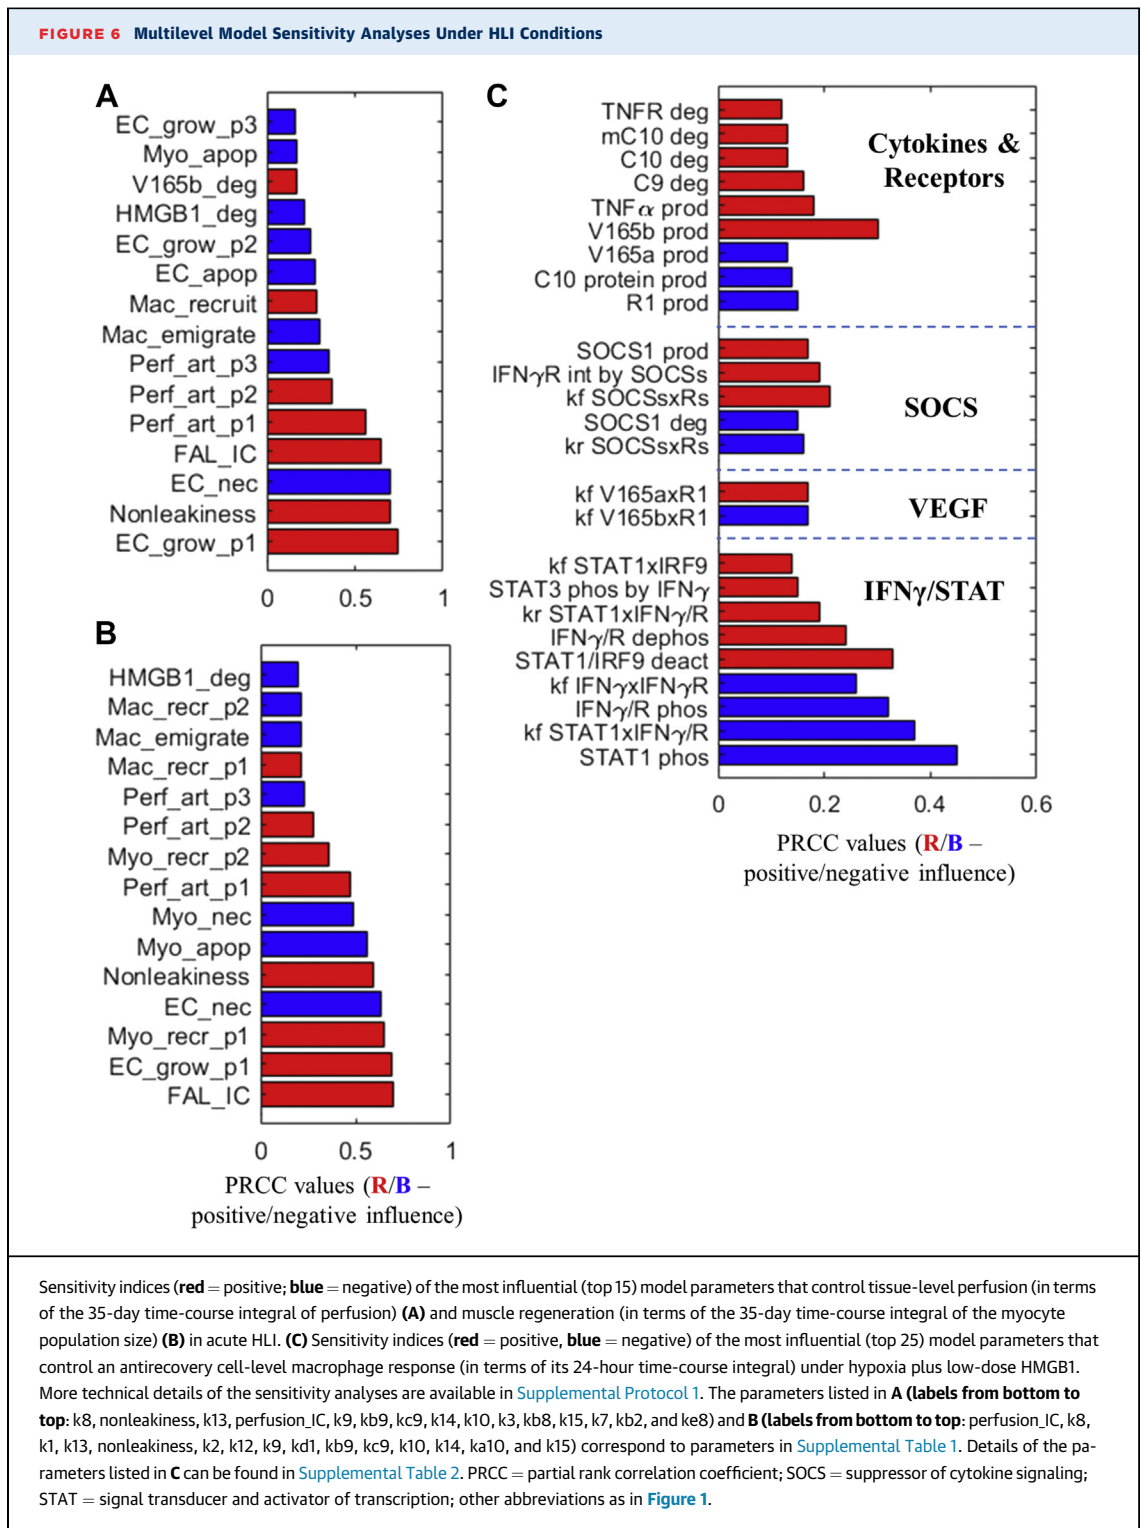 FIGURE 6 Multilevel Model Sensitivity Analyses Under HLI Conditions
A
EC_grow_p3
Myo_apop
V165b_deg
HMGB1_deg
EC_grow_p2
EC_apop
Mac_recruit
Mac_emigrate
Perf_art_p3
Perf_art_p2
Perf_art_p1
FAL_IC
EC_nec
Nonleakiness
EC_grow_p1
0 0.5 1
B
HMGB1_deg
Mac_recr_p2
Mac_emigrate
Mac_recr_p1
Perf_art_p3
Perf_art_p2
Myo_recr_p2
Perf_art_p1
Myo_nec
Myo_apop
Nonleakiness
EC_nec
Myo_recr_p1
EC_grow_p1
FAL_IC
0 0.5 1
PRCC values (R/B –
positive/negative influence)
C
TNFR deg
mC10 deg
C10 deg
C9 deg
TNFα prod
V165b prod
V165a prod
C10 protein prod
R1 prod
Cytokines &
Receptors
SOCS1 prod
IFNγR int by SOCSs
kf SOCSsxRs
SOCS1 deg
kr SOCSsxRs
SOCS
kf V165axR1
kf V165bxR1
VEGF
kf STAT1xIRF9
STAT3 phos by IFNγ
kr STAT1xIFNγ/R
IFNγ/R dephos
STAT1/IRF9 deact
kf IFNγxIFNγR
IFNγ/R phos
kf STAT1xIFNγ/R
STAT1 phos
IFNγ/STAT
0 0.2 0.4 0.6
PRCC values (R/B –
positive/negative influence)
Sensitivity indices (red = positive; blue = negative) of the most influential (top 15) model parameters that control tissue-level perfusion (in terms
of the 35-day time-course integral of perfusion) (A) and muscle regeneration (in terms of the 35-day time-course integral of the myocyte
population size) (B) in acute HLI. (C) Sensitivity indices (red = positive, blue = negative) of the most influential (top 25) model parameters that
control an antirecovery cell-level macrophage response (in terms of its 24-hour time-course integral) under hypoxia plus low-dose HMGB1.
More technical details of the sensitivity analyses are available in Supplemental Protocol 1. The parameters listed in A (labels from bottom to
top: k8, nonleakiness, k13, perfusion_IC, k9, kb9, kc9, k14, k10, k3, kb8, k15, k7, kb2, and ke8) and B (labels from bottom to top: perfusion_IC, k8,
k1, k13, nonleakiness, k2, k12, k9, kd1, kb9, kc9, k10, k14, ka10, and k15) correspond to parameters in Supplemental Table 1. Details of the pa-
rameters listed in C can be found in Supplemental Table 2. PRCC = partial rank correlation coefficient; SOCS = suppressor of cytokine signaling;
STAT = signal transducer and activator of transcription; other abbreviations as in Figure 1.